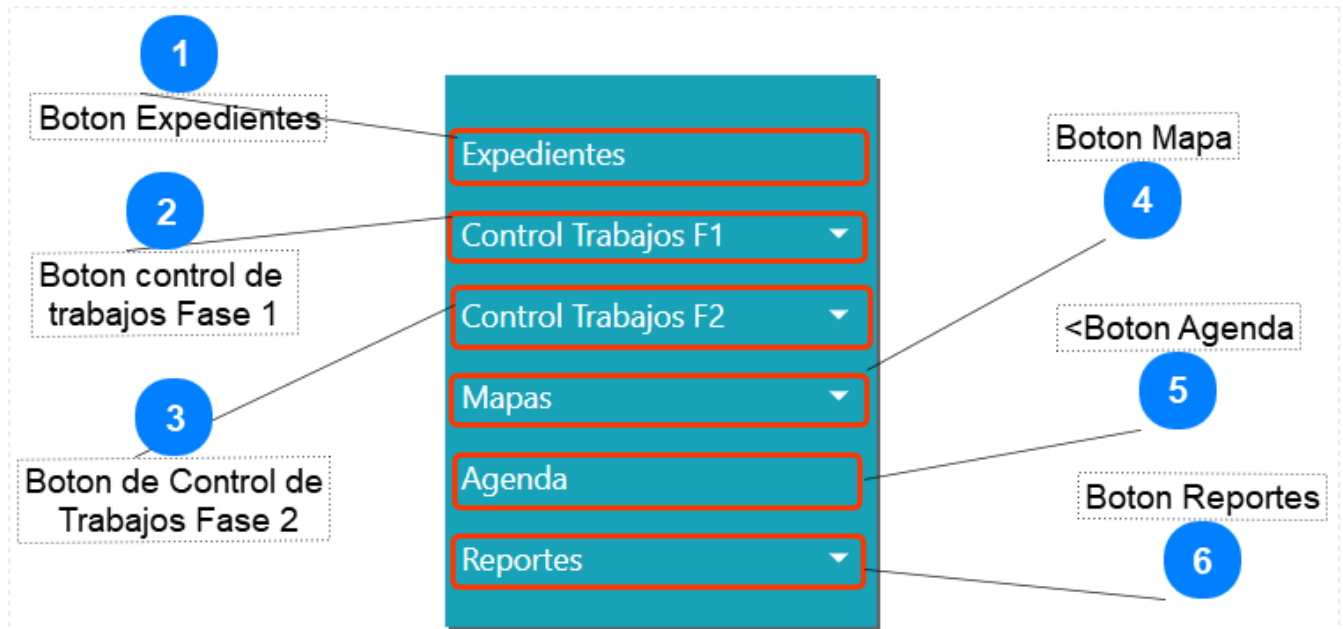 1
Boton Expedientes
2
Boton control de
trabajos Fase 1
3
Boton de Control de
Trabajos Fase 2
Expedientes
Control Trabajos F1
Control Trabajos F2
Mapas
Agenda
Reportes
Boton Mapa
4
<Boton Agenda
5
Boton Reportes
6